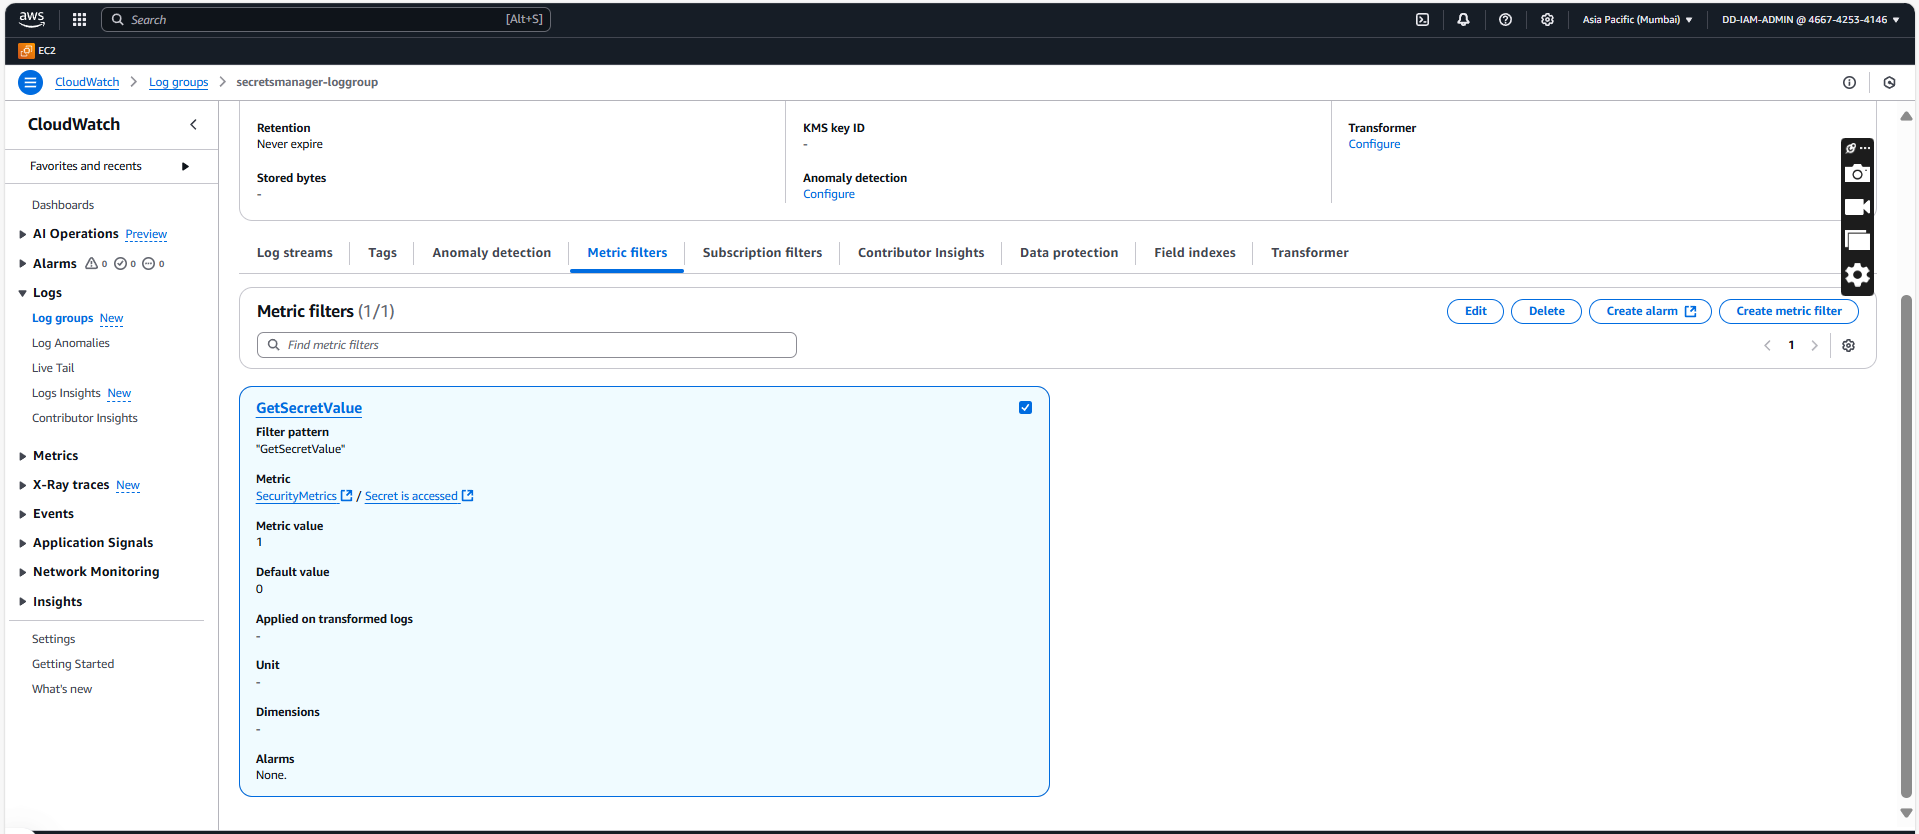 aws
Search [Alt+S]
Asia Pacific (Mumbai) ▼
DD-IAM-ADMIN @ 4667-4253-4146 ▼
EC2
CloudWatch > Log groups > secretsmanager-loggroup
CloudWatch
Favorites and recents
Dashboards
AI Operations Preview
Alarms 0 0 0
Logs
Log groups New
Log Anomalies
Live Tail
Logs Insights New
Contributor Insights
Metrics
X-Ray traces New
Events
Application Signals
Network Monitoring
Insights
Settings
Getting Started
What's new
Retention
Never expire
Stored bytes
-
KMS key ID
-
Anomaly detection
Configure
Transformer
Configure
Log streams
Tags
Anomaly detection
Metric filters
Subscription filters
Contributor Insights
Data protection
Field indexes
Transformer
Metric filters (1/1)
Edit
Delete
Create alarm
Create metric filter
Find metric filters
< 1 >
GetSecretValue
Filter pattern
"GetSecretValue"
Metric
SecurityMetrics / Secret is accessed
Metric value
1
Default value
0
Applied on transformed logs
-
Unit
-
Dimensions
-
Alarms
None.